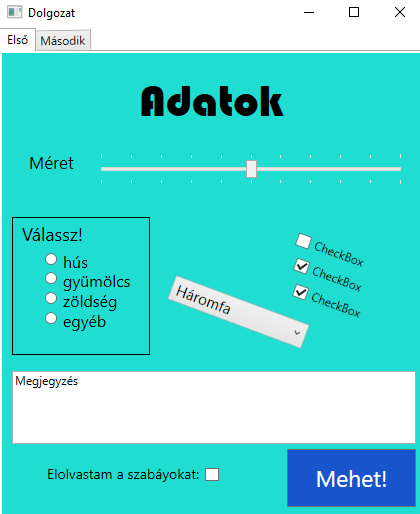 Dolgozat
Első
Második
Adatok
Méret
Válassz!
hús
gyümölcs
zöldség
egyéb
Háromfa
CheckBox
CheckBox
CheckBox
Megjegyzés
Elolvastam a szabáyokat:
Mehet!